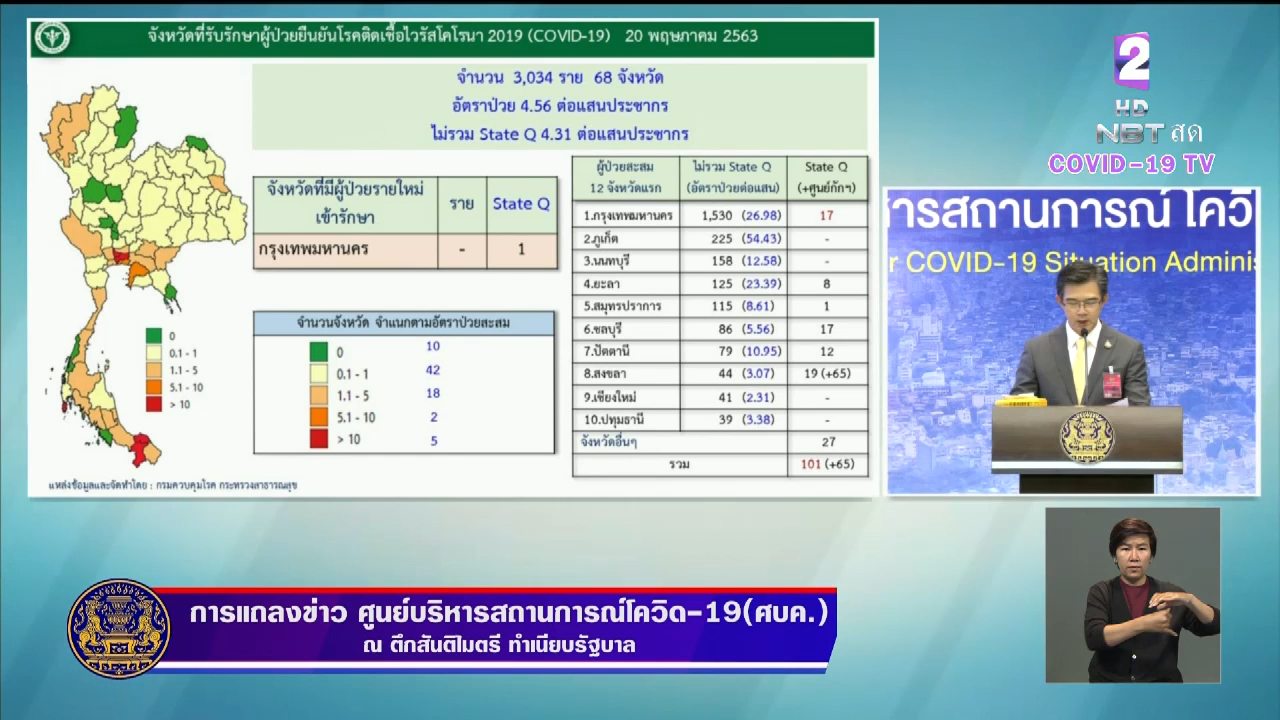 จังหวัดที่รับรักษาผู้ป่วยยืนยันโรคติดเชื้อไวรัสโคโรนา 2019 (COVID-19) 20 พฤษภาคม 2563
จำนวน 3,034 ราย 68 จังหวัด
อัตราป่วย 4.56 ต่อแสนประชากร
ไม่รวม State Q 4.31 ต่อแสนประชากร
จังหวัดที่มีผู้ป่วยรายใหม่
เข้ารักษา ราย State Q
กรุงเทพมหานคร - 1
จำนวนจังหวัด จำแนกตามอัตราป่วยสะสม
0 10
0.1 - 1 42
1.1 - 5 18
5.1 - 10 2
> 10 5
0
0.1 - 1
1.1 - 5
5.1 - 10
> 10
ผู้ป่วยสะสม ไม่รวม State Q State Q
12 จังหวัดแรก (อัตราป่วยต่อแสน) (+ศูนย์กักฯ)
1.กรุงเทพมหานคร 1,530 (26.98) 17
2.ภูเก็ต 225 (54.43) -
3.นนทบุรี 158 (12.58) -
4.ยะลา 125 (23.39) 8
5.สมุทรปราการ 115 (8.61) 1
6.ชลบุรี 86 (5.56) 17
7.ปัตตานี 79 (10.95) 12
8.สงขลา 44 (3.07) 19 (+65)
9.เชียงใหม่ 41 (2.31) -
10.ปทุมธานี 39 (3.38) -
จังหวัดอื่นๆ 27
รวม 101 (+65)
แหล่งข้อมูลและจัดทำโดย : กรมควบคุมโรค กระทรวงสาธารณสุข
2
HD
NBT สด
COVID-19 TV
ารสถานการณ์ โควิ
r COVID-19 Situation Adminis
การแถลงข่าว ศูนย์บริหารสถานการณ์โควิด-19(ศบค.)
ณ ตึกสันติไมตรี ทำเนียบรัฐบาล